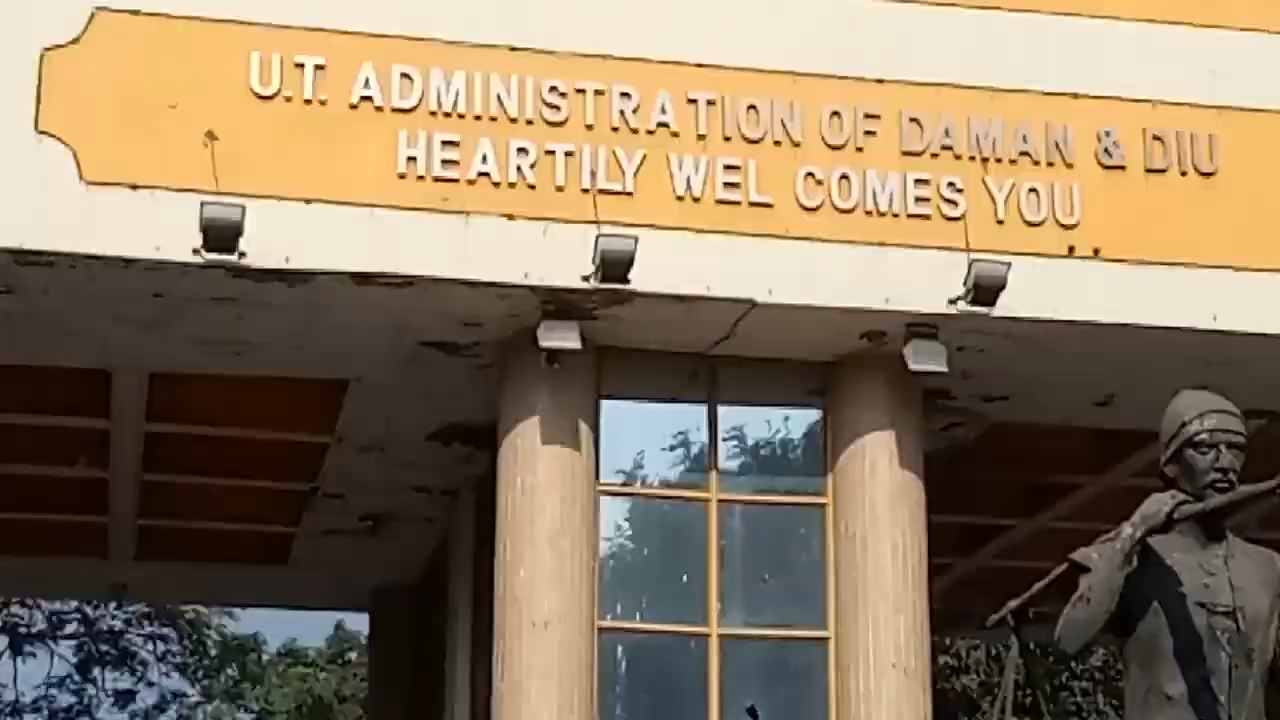 U.T. ADMINISTRATION OF DAMAN & DIU
HEARTILY WEL COMES YOU